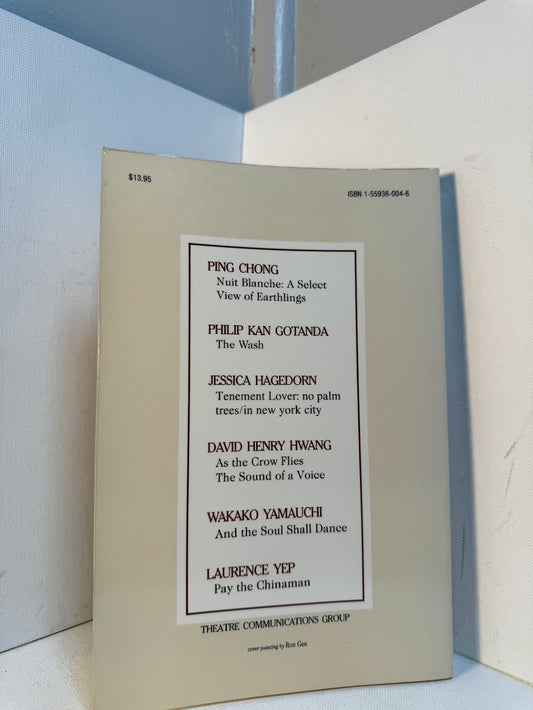 $13.95
ISBN 1-55936-004-6
PING CHONG
Nuit Blanche: A Select
View of Earthlings
PHILIP KAN GOTANDA
The Wash
JESSICA HAGEDORN
Tenement Lover: no palm
trees/in new york city
DAVID HENRY HWANG
As the Crow Flies
The Sound of a Voice
WAKAKO YAMAUCHI
And the Soul Shall Dance
LAURENCE YEP
Pay the Chinaman
THEATRE COMMUNICATIONS GROUP
cover painting by Ron Gee